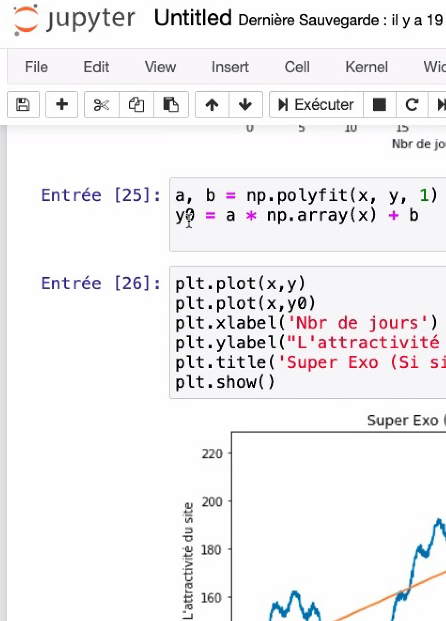 jupyter Untitled Dernière Sauvegarde : il y a 19
File Edit View Insert Cell Kernel
Exécuter
0 5 10 15
Nbr de jou
Entrée [25]: a, b = np.polyfit(x, y, 1)
y0 = a * np.array(x) + b
Entrée [26]: plt.plot(x,y)
plt.plot(x,y0)
plt.xlabel('Nbr de jours')
plt.ylabel("L'attractivité
plt.title('Super Exo (Si si
plt.show()
Super Exo (
220
200
180
160
L'attractivité du site